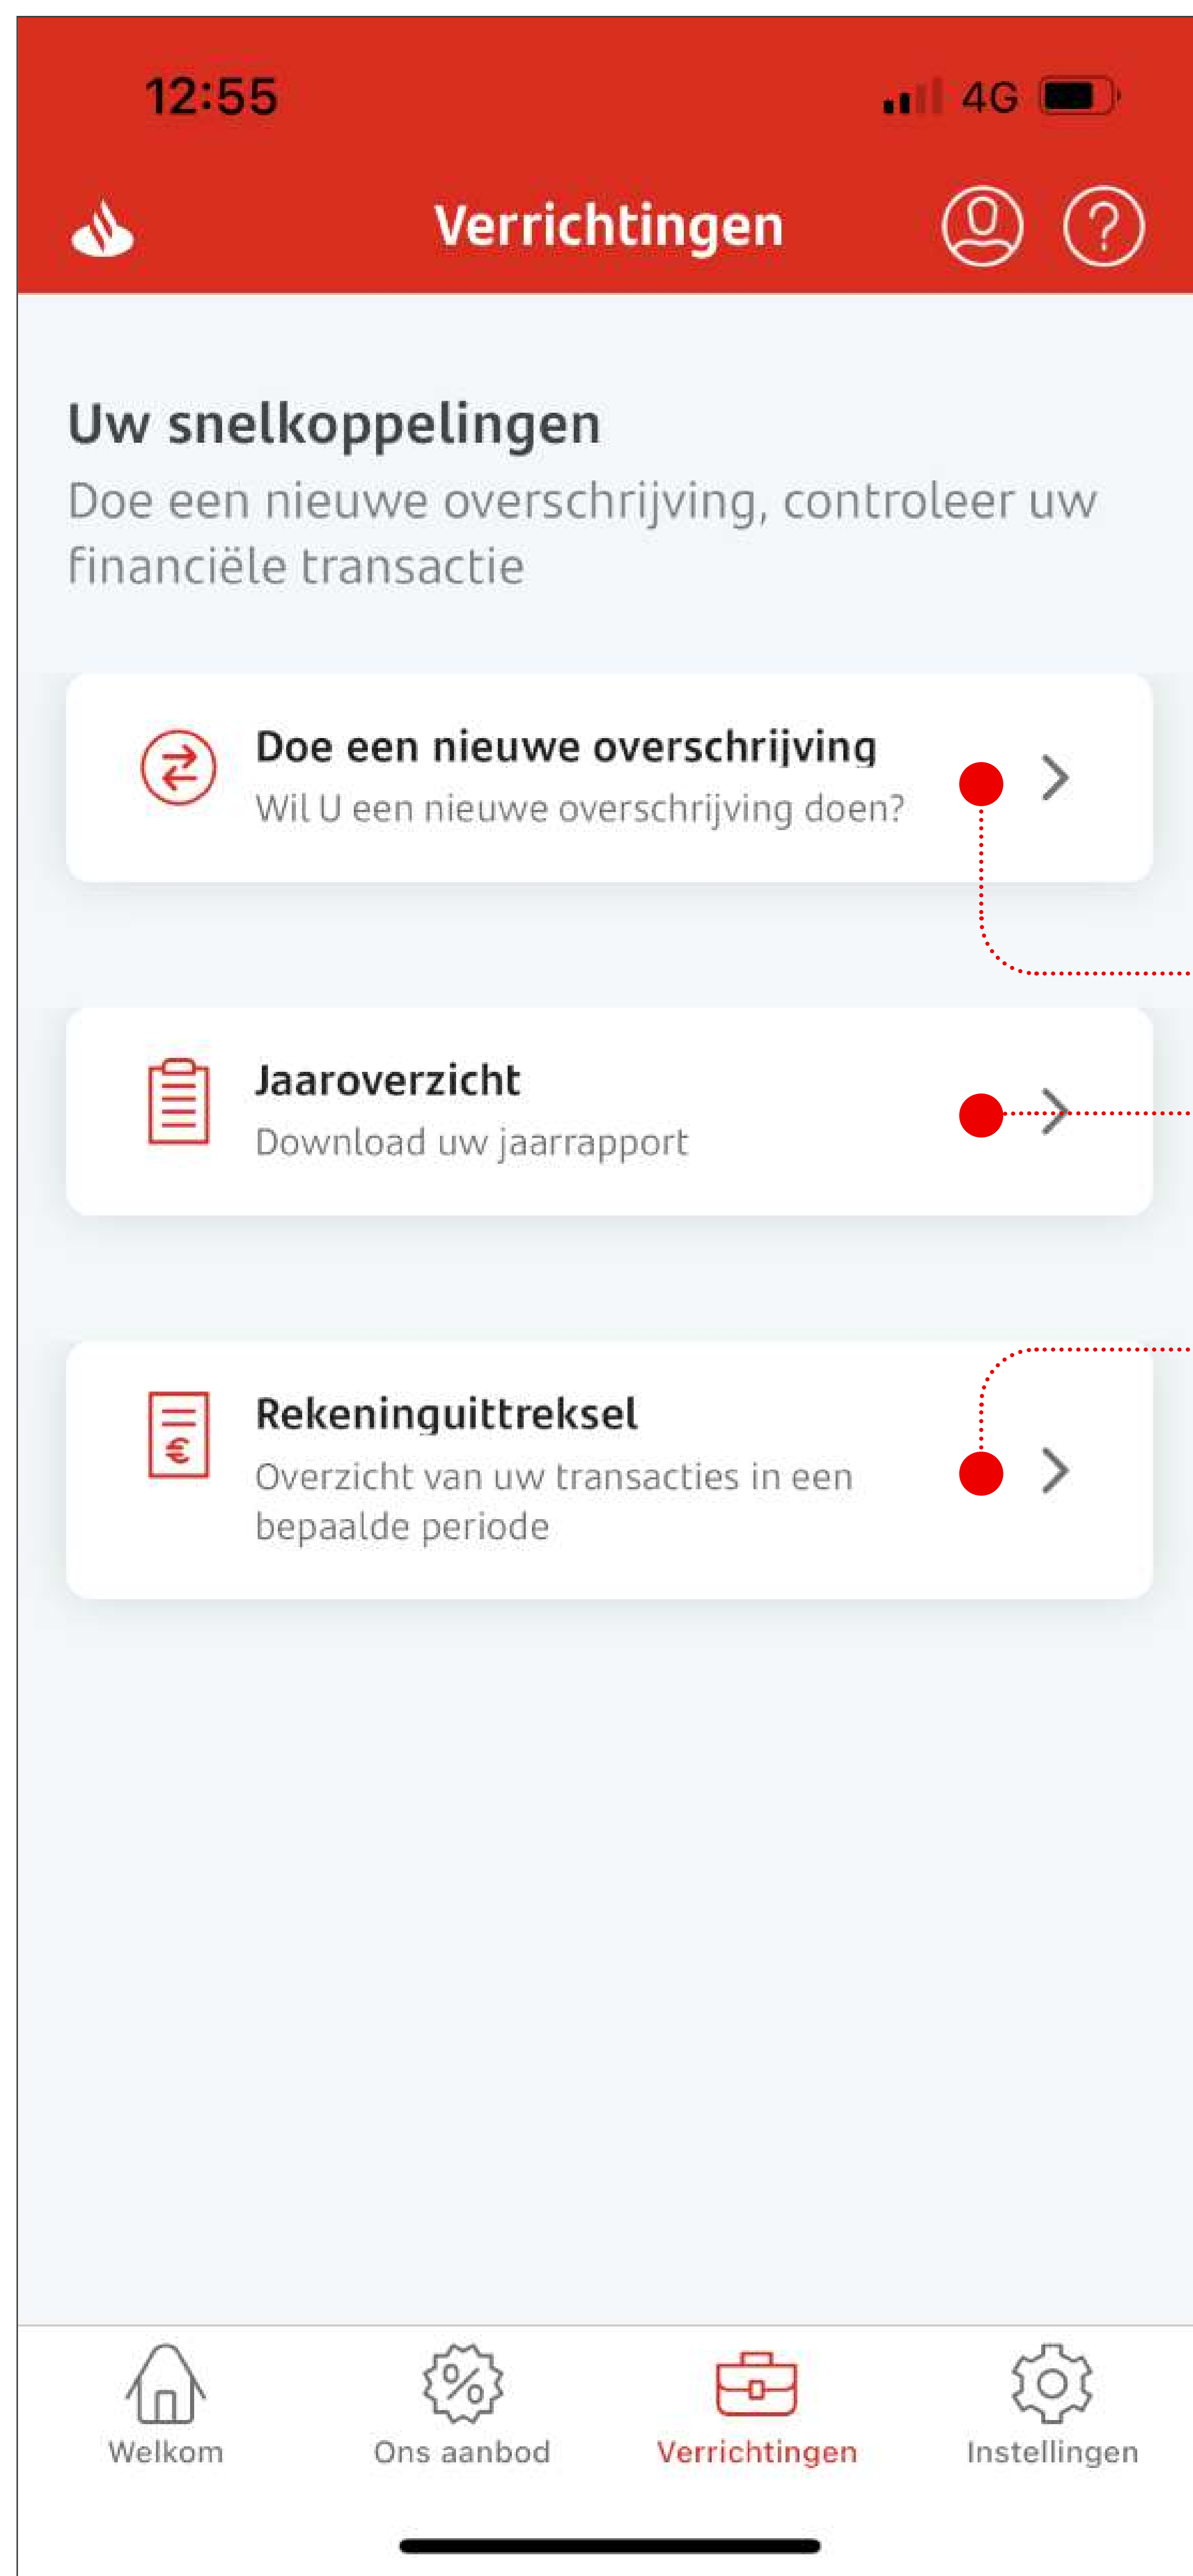 12:55
4G
Verrichtingen
Uw snelkoppelingen
Doe een nieuwe overschrijving, controleer uw
financiële transactie
Doe een nieuwe overschrijving
Wil U een nieuwe overschrijving doen?
Jaaroverzicht
Download uw jaarrapport
Rekeninguittreksel
Overzicht van uw transacties in een
bepaalde periode
Welkom
Ons aanbod
Verrichtingen
Instellingen